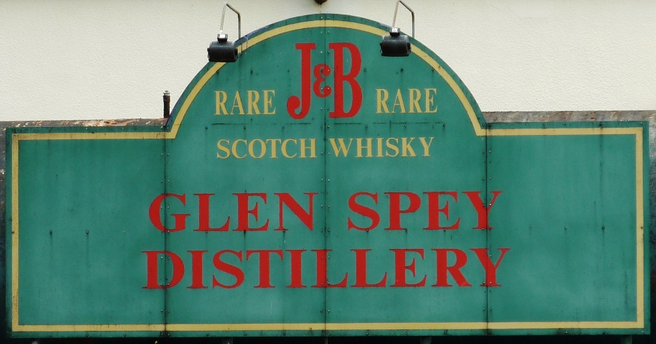 RARE J&B RARE
SCOTCH WHISKY
GLEN SPEY
DISTILLERY